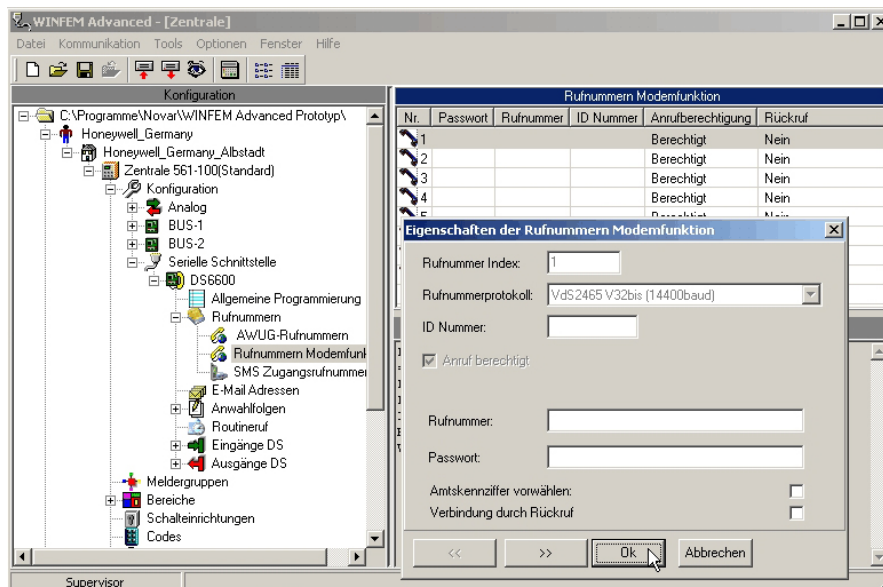 WINFEM Advanced - [Zentrale]
Datei Kommunikation Tools Optionen Fenster Hilfe
Konfiguration
C:\Programme\Novar\WINFEM Advanced Prototyp\
Honeywell_Germany
Honeywell_Germany_Albstadt
Zentrale 561-100(Standard)
Konfiguration
Analog
BUS-1
BUS-2
Serielle Schnittstelle
DS6600
Allgemeine Programmierung
Rufnummern
AWUG-Rufnummern
Rufnummern Modemfunk
SMS Zugangsrufnummer
E-Mail Adressen
Anwahlfolgen
Routineruf
Eingänge DS
Ausgänge DS
Meldergruppen
Bereiche
Schalteinrichtungen
Codes
Rufnummern Modemfunktion
Nr. Passwort Rufnummer ID Nummer Anrufberechtigung Rückruf
1 Berechtigt Nein
2 Berechtigt Nein
3 Berechtigt Nein
4 Berechtigt Nein
Eigenschaften der Rufnummern Modemfunktion
Rufnummer Index: 1
Rufnummerprotokoll: VdS2465 V32bis (14400baud)
ID Nummer:
Anruf berechtigt
Rufnummer:
Passwort:
Amtskennziffer vorwählen:
Verbindung durch Rückruf
<< >> Ok Abbrechen
Supervisor